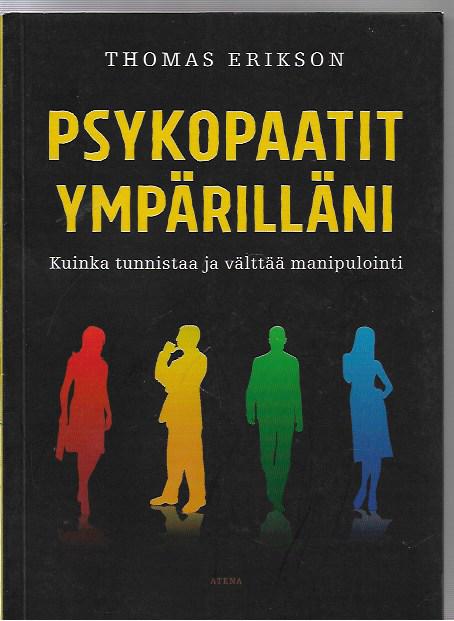 THOMAS ERIKSON
PSYKOPAATIT
YMPÄRILLÄNI
Kuinka tunnistaa ja välttää manipulointi
ATENA